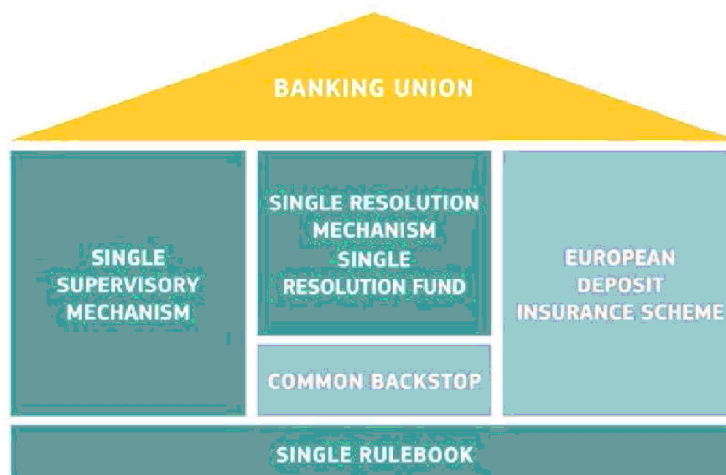 BANKING UNION
SINGLE
SUPERVISORY
MECHANISM
SINGLE RESOLUTION
MECHANISM
SINGLE
RESOLUTION FUND
COMMON BACKSTOP
EUROPEAN
DEPOSIT
INSURANCE SCHEME
SINGLE RULEBOOK